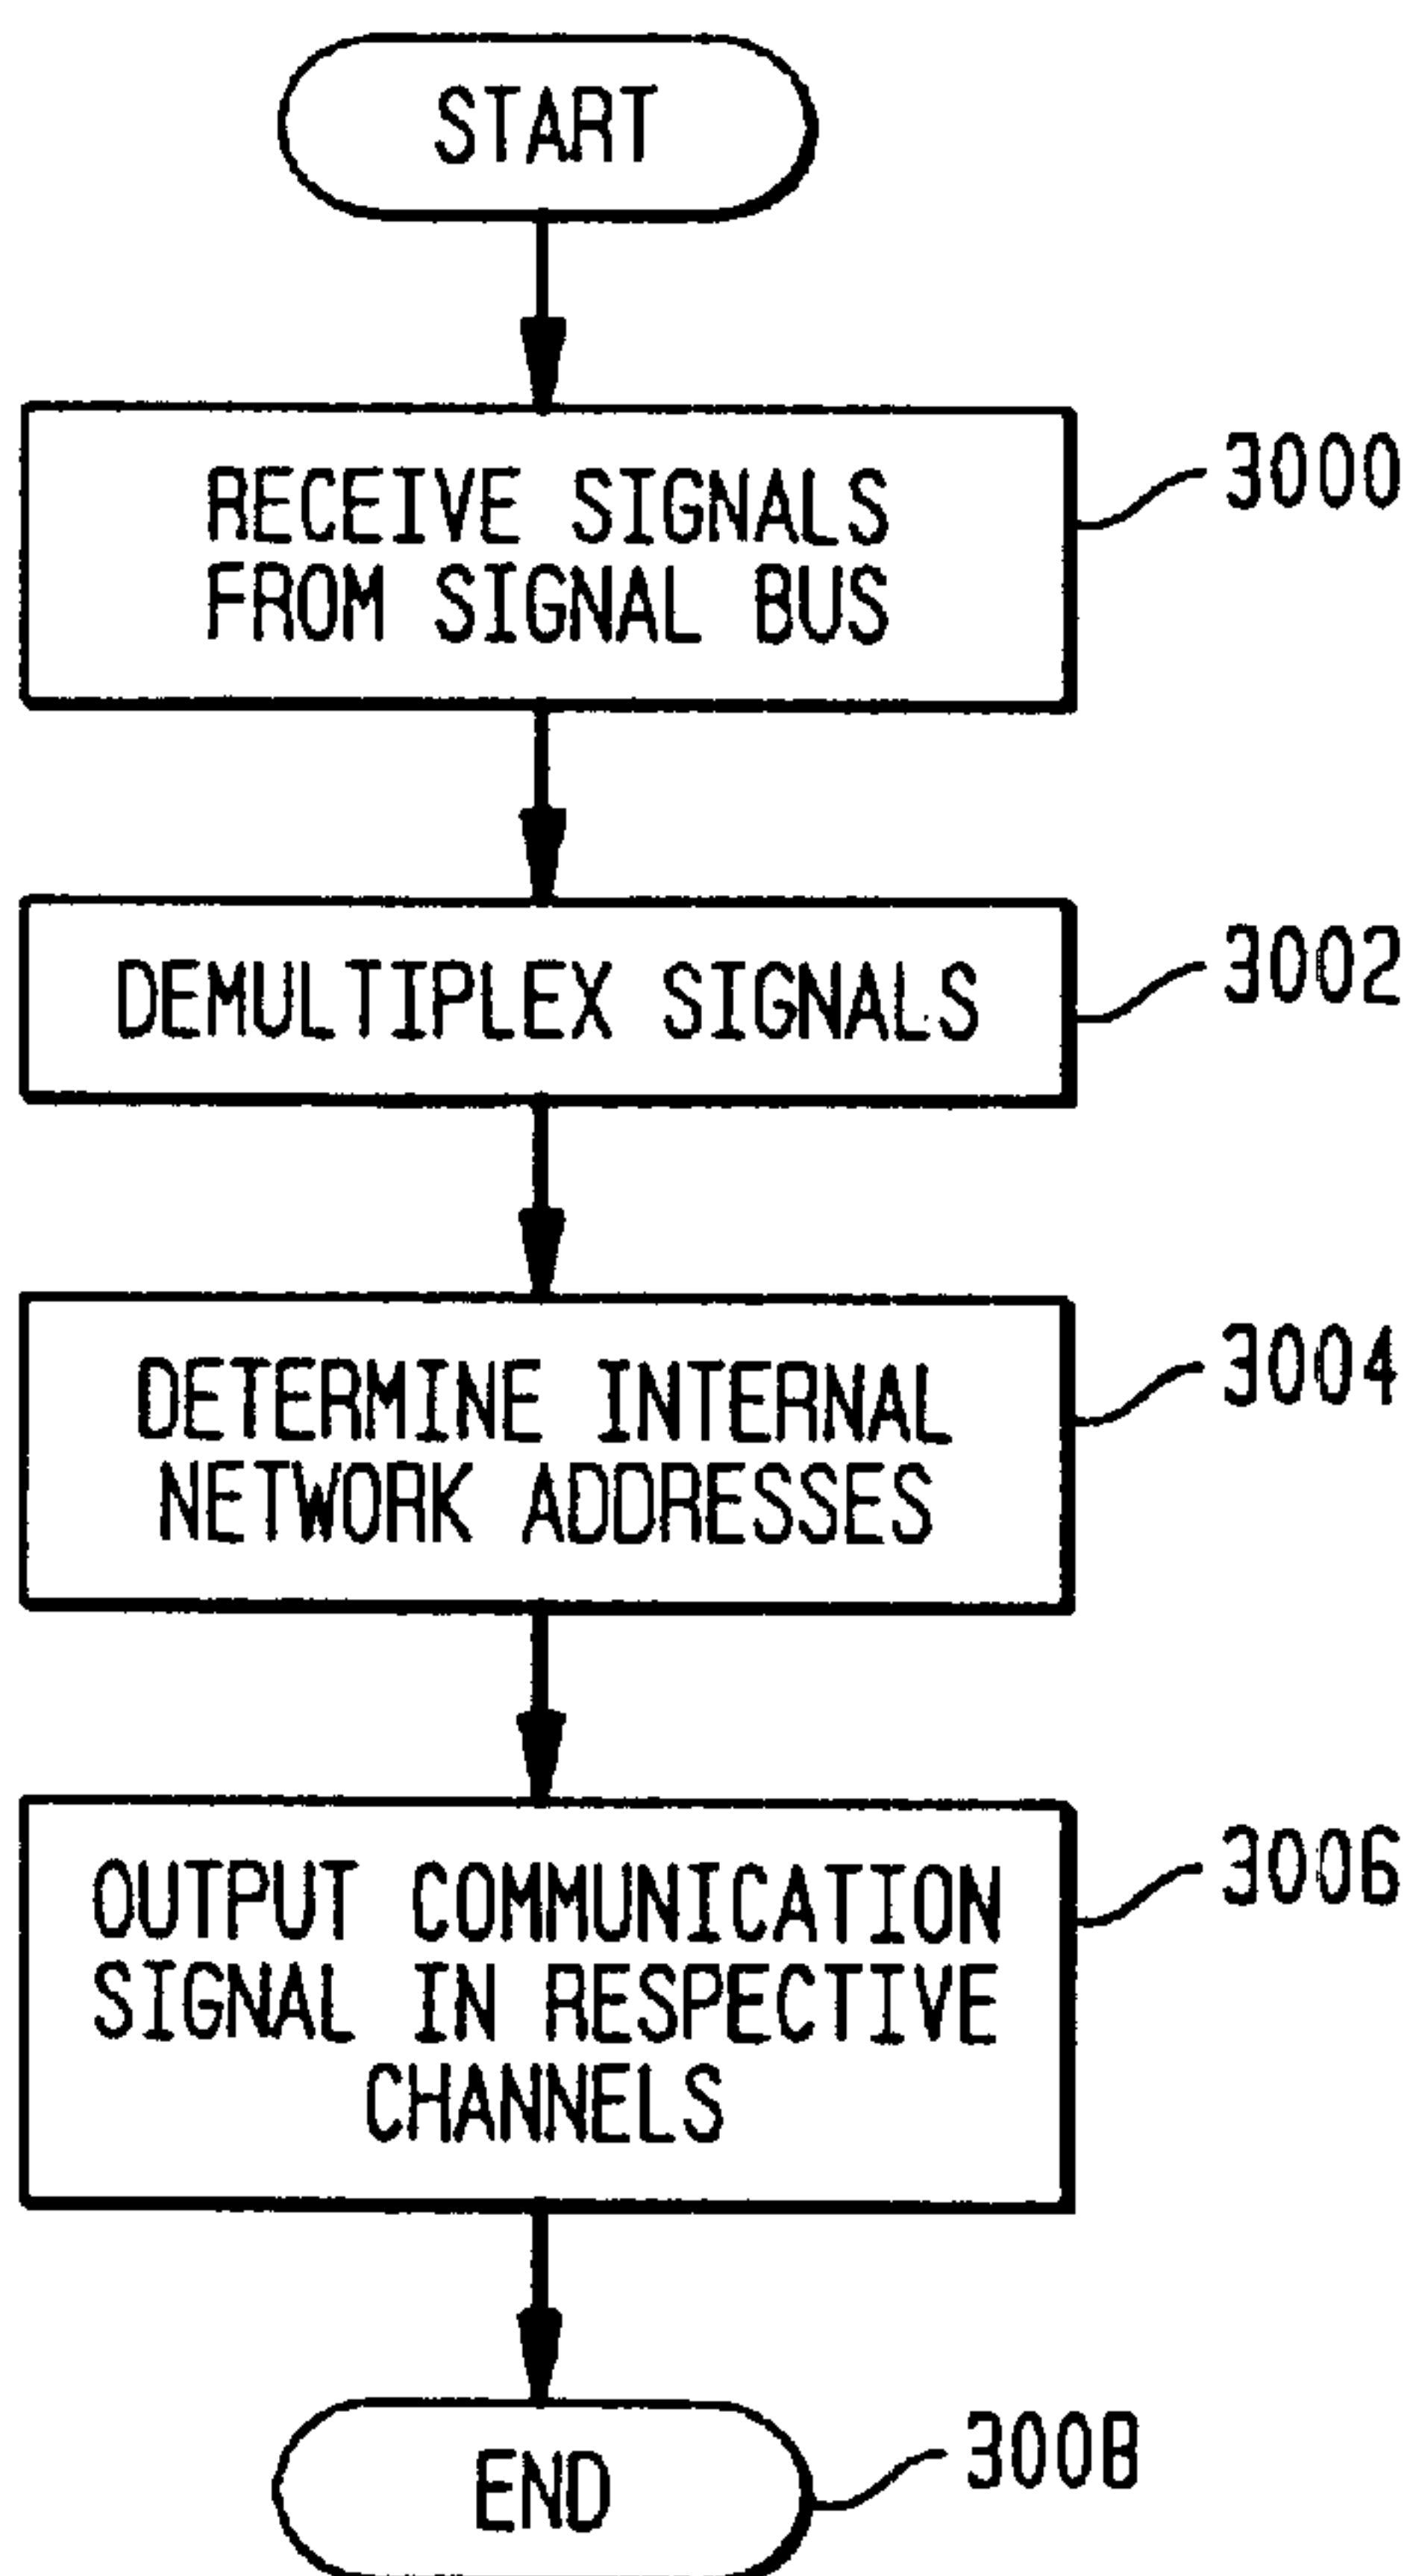 START
RECEIVE SIGNALS
FROM SIGNAL BUS
3000
DEMULTIPLEX SIGNALS
3002
DETERMINE INTERNAL
NETWORK ADDRESSES
3004
OUTPUT COMMUNICATION
SIGNAL IN RESPECTIVE
CHANNELS
3006
END
3008